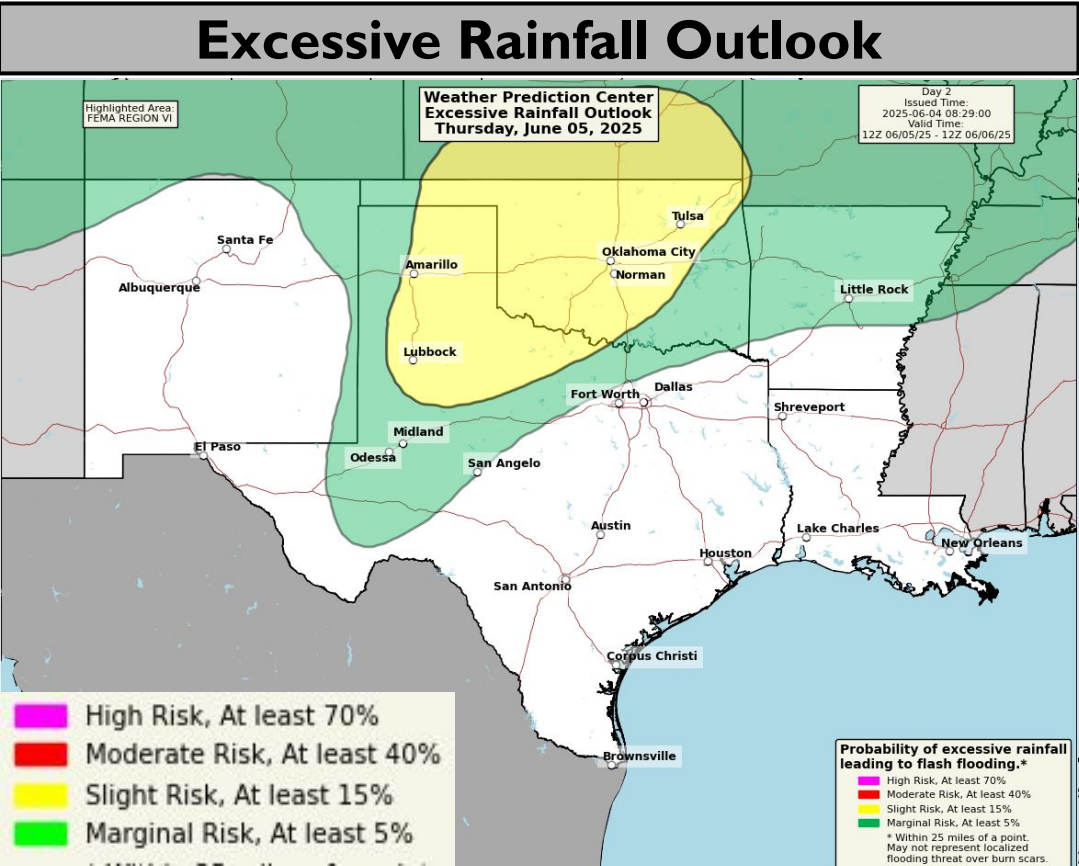 Excessive Rainfall Outlook
Highlighted Area:
FEMA REGION VI
Weather Prediction Center
Excessive Rainfall Outlook
Thursday, June 05, 2025
Day 2
Issued Time:
2025-06-04 08:29:00
Valid Time:
12Z 06/05/25 - 12Z 06/06/25
Santa Fe
Albuquerque
Amarillo
Tulsa
Oklahoma City
Norman
Little Rock
Lubbock
Fort Worth
Dallas
Shreveport
Midland
Odessa
El Paso
San Angelo
Austin
Houston
Lake Charles
New Orleans
San Antonio
Corpus Christi
Brownsville
High Risk, At least 70%
Moderate Risk, At least 40%
Slight Risk, At least 15%
Marginal Risk, At least 5%
Probability of excessive rainfall
leading to flash flooding.*
High Risk, At least 70%
Moderate Risk, At least 40%
Slight Risk, At least 15%
Marginal Risk, At least 5%
* Within 25 miles of a point.
May not represent localized
flooding threat over burn scars.